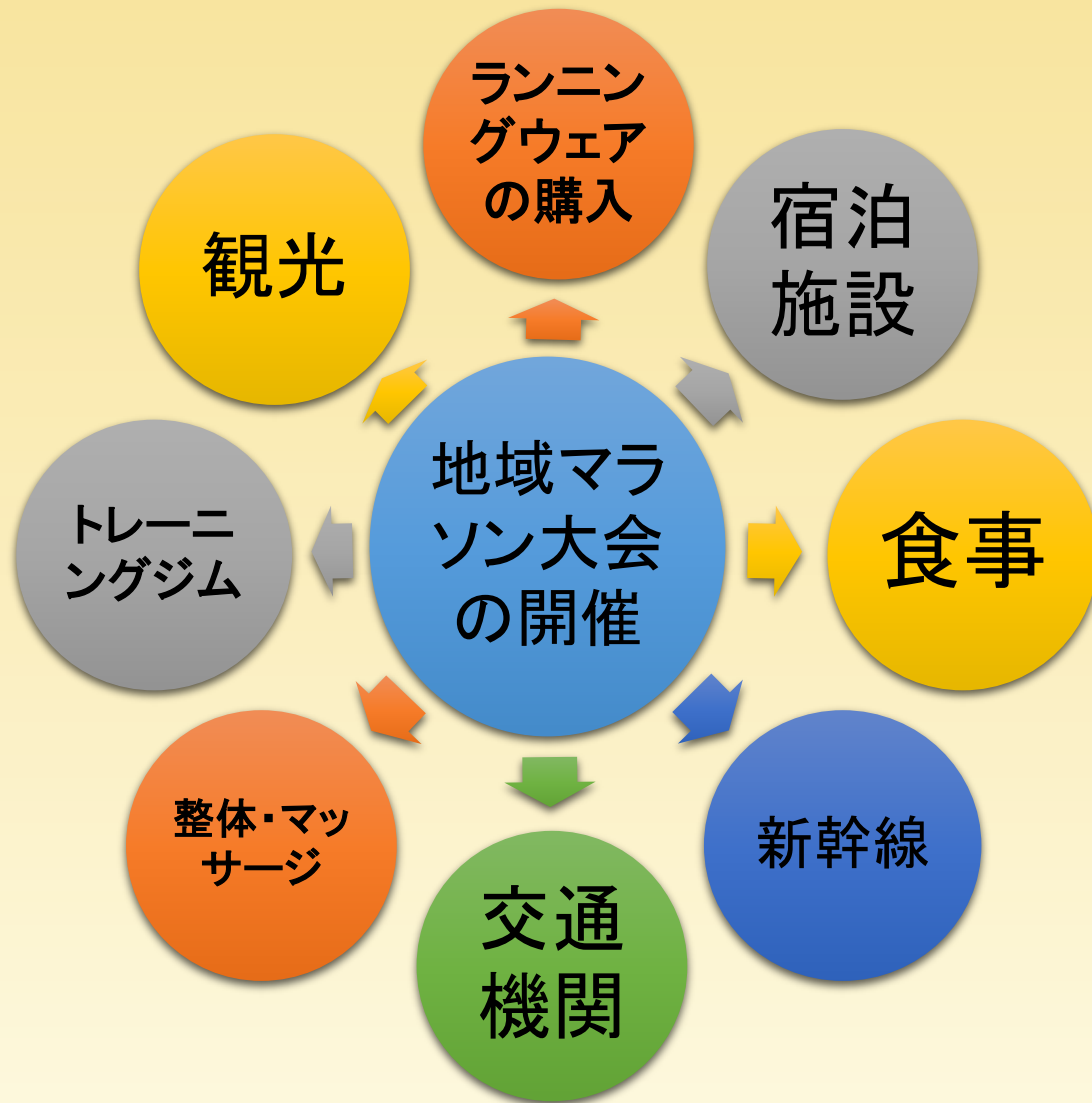 ランニン
グウェア
の購入
宿泊
施設
食事
新幹線
交通
機関
整体・マッ
サージ
トレーニ
ングジム
観光
地域マラ
ソン大会
の開催